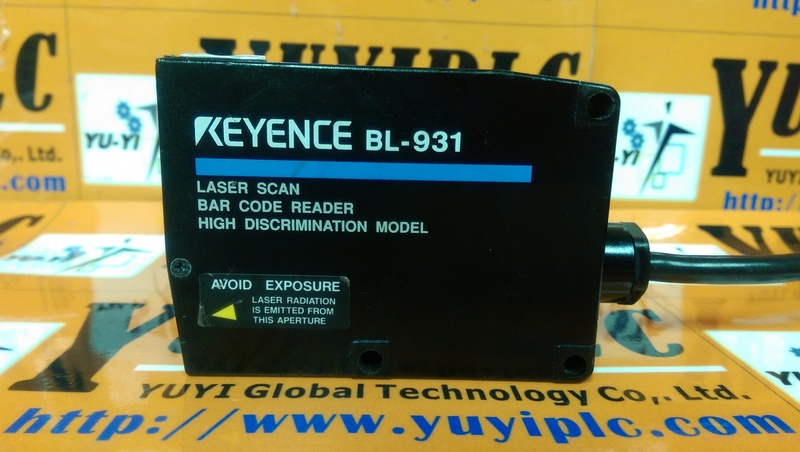 YUYIPLC
KEYENCE BL-931
YU-YI
LASER SCAN
BAR CODE READER
HIGH DISCRIMINATION MODEL
AVOID EXPOSURE
LASER RADIATION
IS EMITTED FROM
THIS APERTURE
YUYI Global Technology Co,. Ltd.
http://www.yuyiplc.com